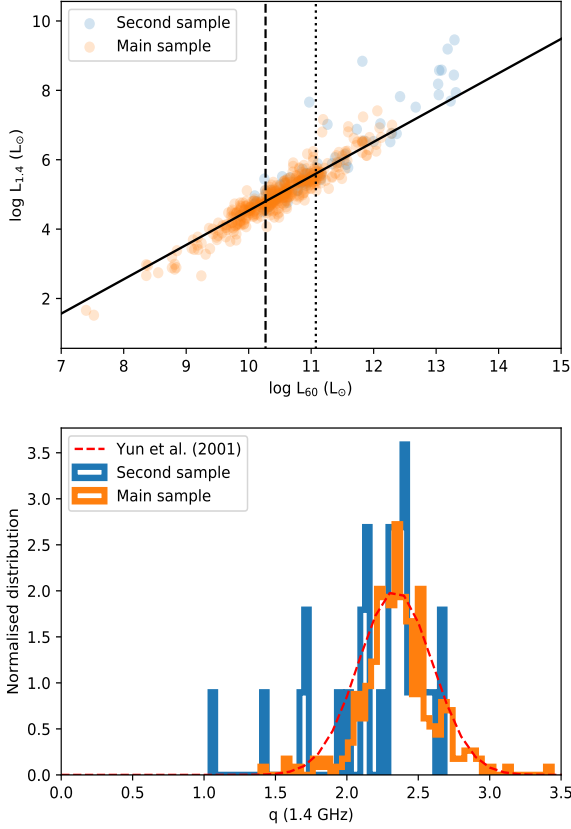 10
8
6
4
2
log L1.4 (L⊙)
Second sample
Main sample
7 8 9 10 11 12 13 14 15
log L60 (L⊙)
3.5
3.0
2.5
2.0
1.5
1.0
0.5
0.0
Normalised distribution
Yun et al. (2001)
Second sample
Main sample
0.0 0.5 1.0 1.5 2.0 2.5 3.0 3.5
q (1.4 GHz)